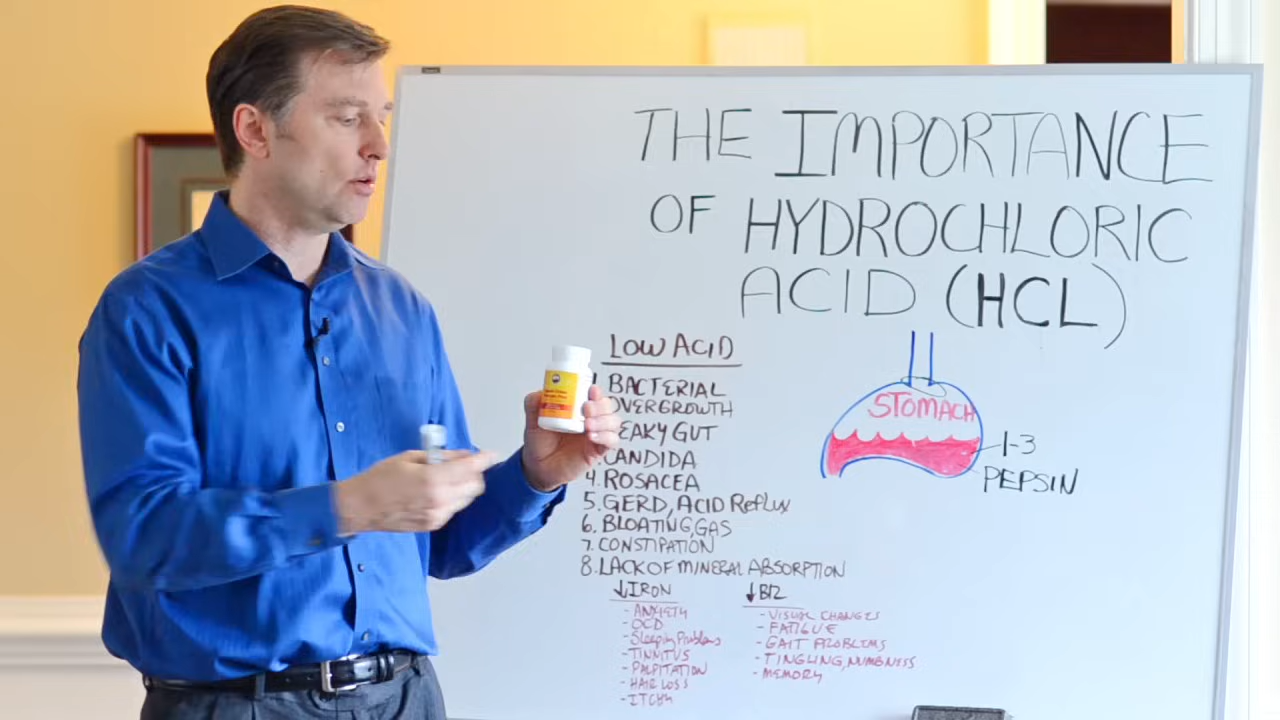 THE IMPORTANCE
OF HYDROCHLORIC
ACID (HCL)
LOW ACID
BACTERIAL
OVERGROWTH
EAKY GUT
CANDIDA
4. ROSACEA
5. GERD, ACID Reflux
6. BLOATING, GAS
7. CONSTIPATION
8. LACK OF MINERAL ABSORPTION
↓ IRON
- ANXIETY
- OCD
- Sleeping Problems
- TINNITUS
- PALPITATION
- HAIR LOSS
- ITCHY
↓ B12
- VISUAL CHANGES
- FATIGUE
- GAIT PROBLEMS
- TINGLING, NUMBNESS
- MEMORY
STOMACH
1-3
PEPSIN